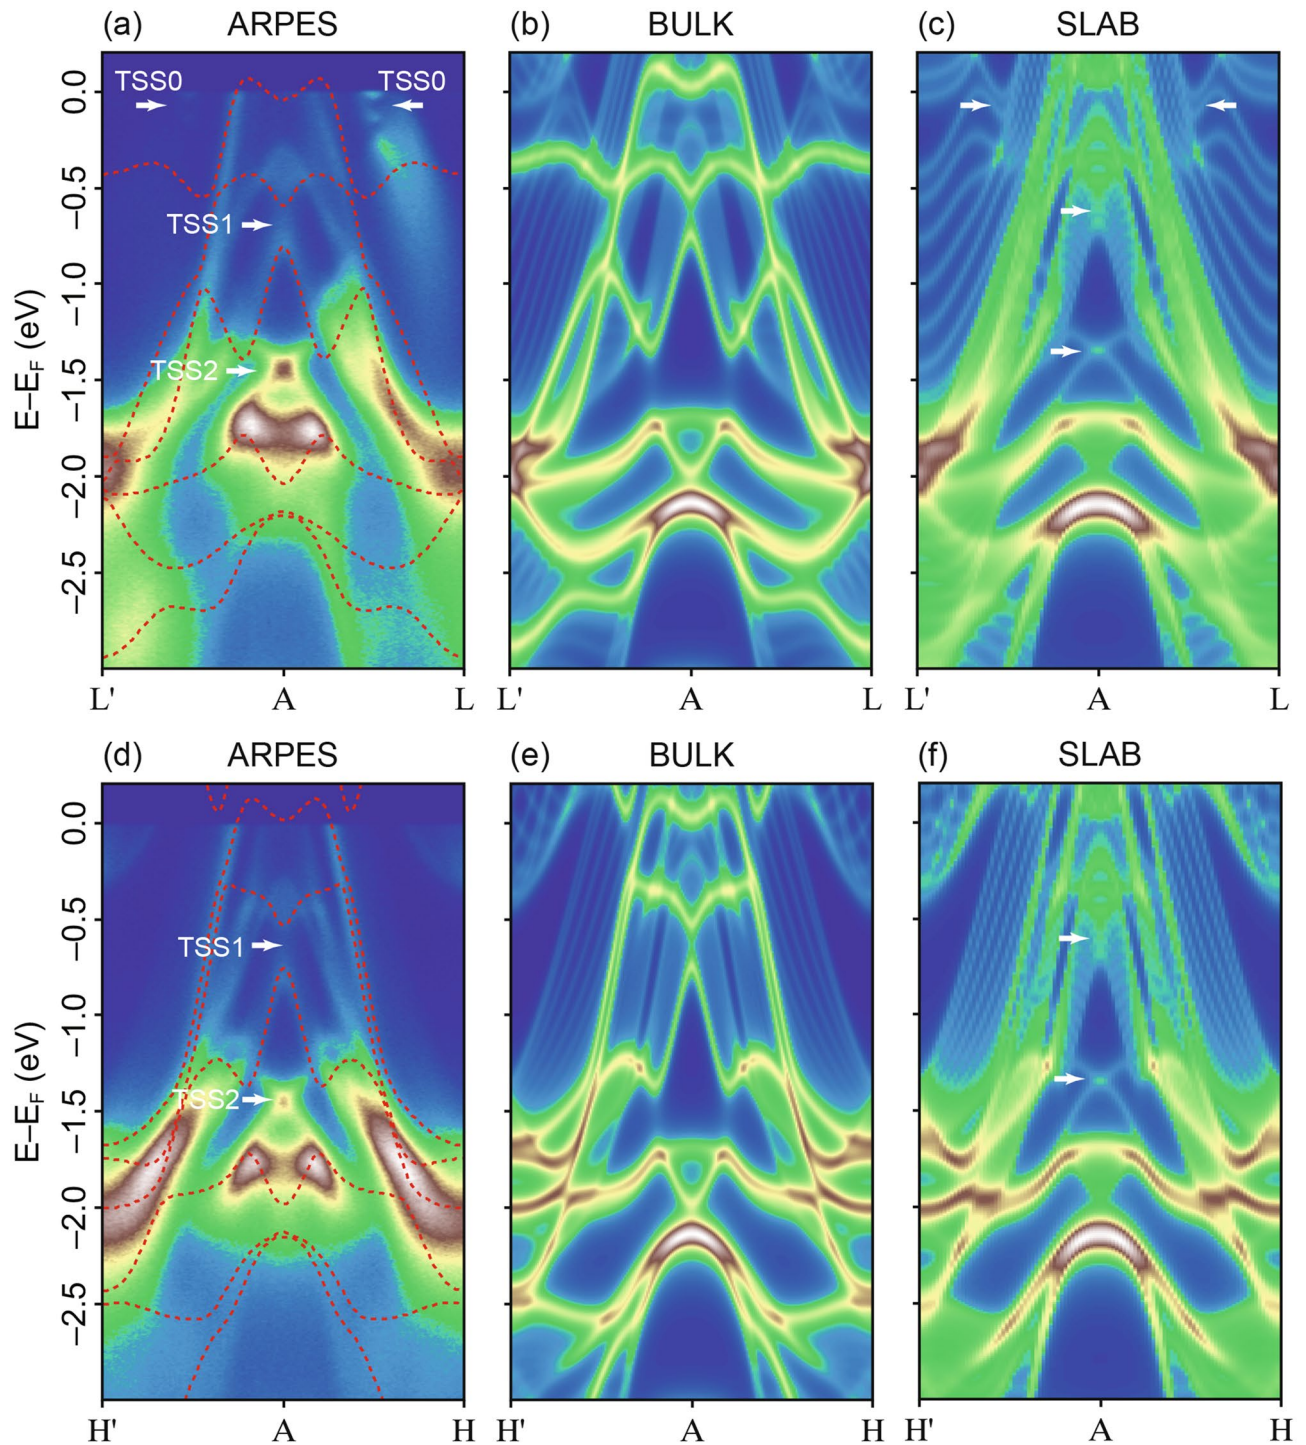 (a) ARPES
(b) BULK
(c) SLAB
E–E_F (eV)
0.0
−0.5
−1.0
−1.5
−2.0
−2.5
TSS0
TSS0
TSS1
TSS2
L' A L
L' A L
L' A L
(d) ARPES
(e) BULK
(f) SLAB
E–E_F (eV)
0.0
−0.5
−1.0
−1.5
−2.0
−2.5
TSS1
TSS2
H' A H
H' A H
H' A H